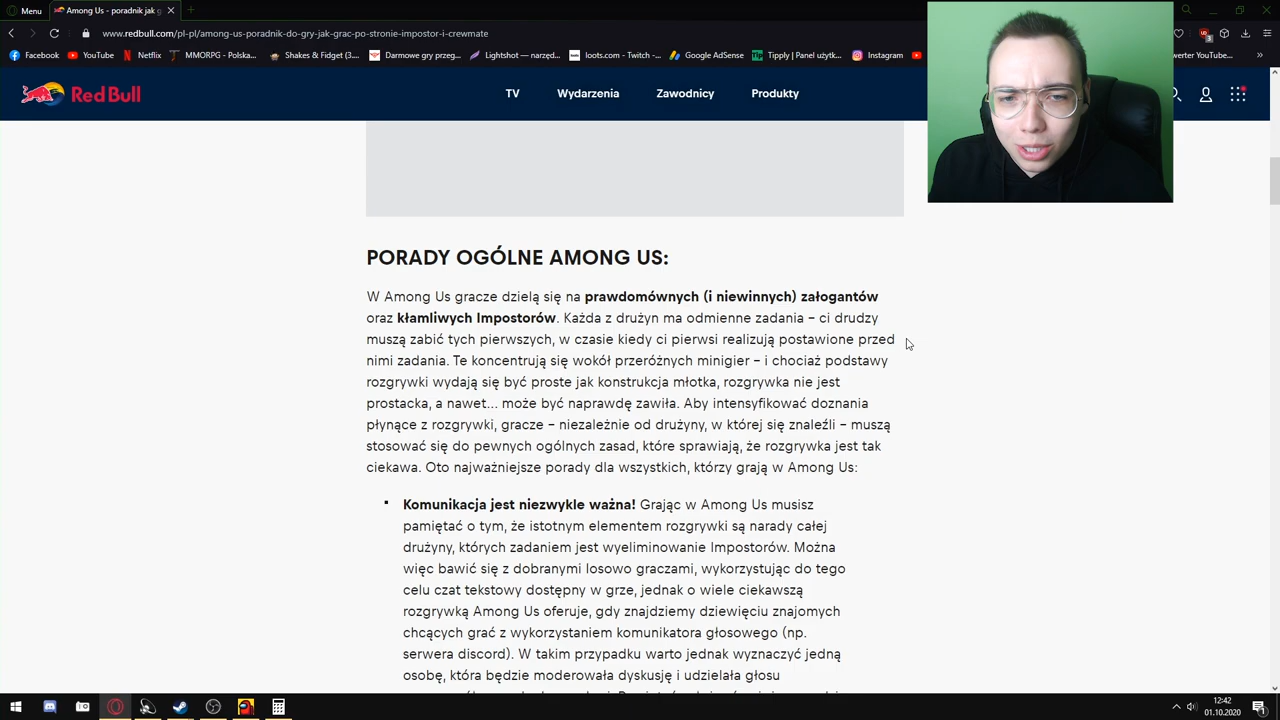 Menu
Among Us - poradnik jak g
www.redbull.com/pl-pl/among-us-poradnik-do-gry-jak-grac-po-stronie-impostor-i-crewmate
3
Facebook
YouTube
Netflix
MMORPG - Polska...
Shakes & Fidget (3....
Darmowe gry przeg...
Lightshot — narzęd...
loots.com - Twitch -...
Google AdSense
Tipply | Panel użytk...
Instagram
erter YouTube...
Red Bull
TV
Wydarzenia
Zawodnicy
Produkty
PORADY OGÓLNE AMONG US:
W Among Us gracze dzielą się na prawdomównych (i niewinnych) załogantów
oraz kłamliwych Impostorów. Każda z drużyn ma odmienne zadania – ci drudzy
muszą zabić tych pierwszych, w czasie kiedy ci pierwsi realizują postawione przed
nimi zadania. Te koncentrują się wokół przeróżnych minigier – i chociaż podstawy
rozgrywki wydają się być proste jak konstrukcja młotka, rozgrywka nie jest
prostacka, a nawet... może być naprawdę zawiła. Aby intensyfikować doznania
płynące z rozgrywki, gracze – niezależnie od drużyny, w której się znaleźli – muszą
stosować się do pewnych ogólnych zasad, które sprawiają, że rozgrywka jest tak
ciekawa. Oto najważniejsze porady dla wszystkich, którzy grają w Among Us:
Komunikacja jest niezwykle ważna! Grając w Among Us musisz
pamiętać o tym, że istotnym elementem rozgrywki są narady całej
drużyny, których zadaniem jest wyeliminowanie Impostorów. Można
więc bawić się z dobranymi losowo graczami, wykorzystując do tego
celu czat tekstowy dostępny w grze, jednak o wiele ciekawszą
rozgrywką Among Us oferuje, gdy znajdziemy dziewięciu znajomych
chcących grać z wykorzystaniem komunikatora głosowego (np.
serwera discord). W takim przypadku warto jednak wyznaczyć jedną
osobę, która będzie moderowała dyskusję i udzielała głosu
12:42
01.10.2020
1